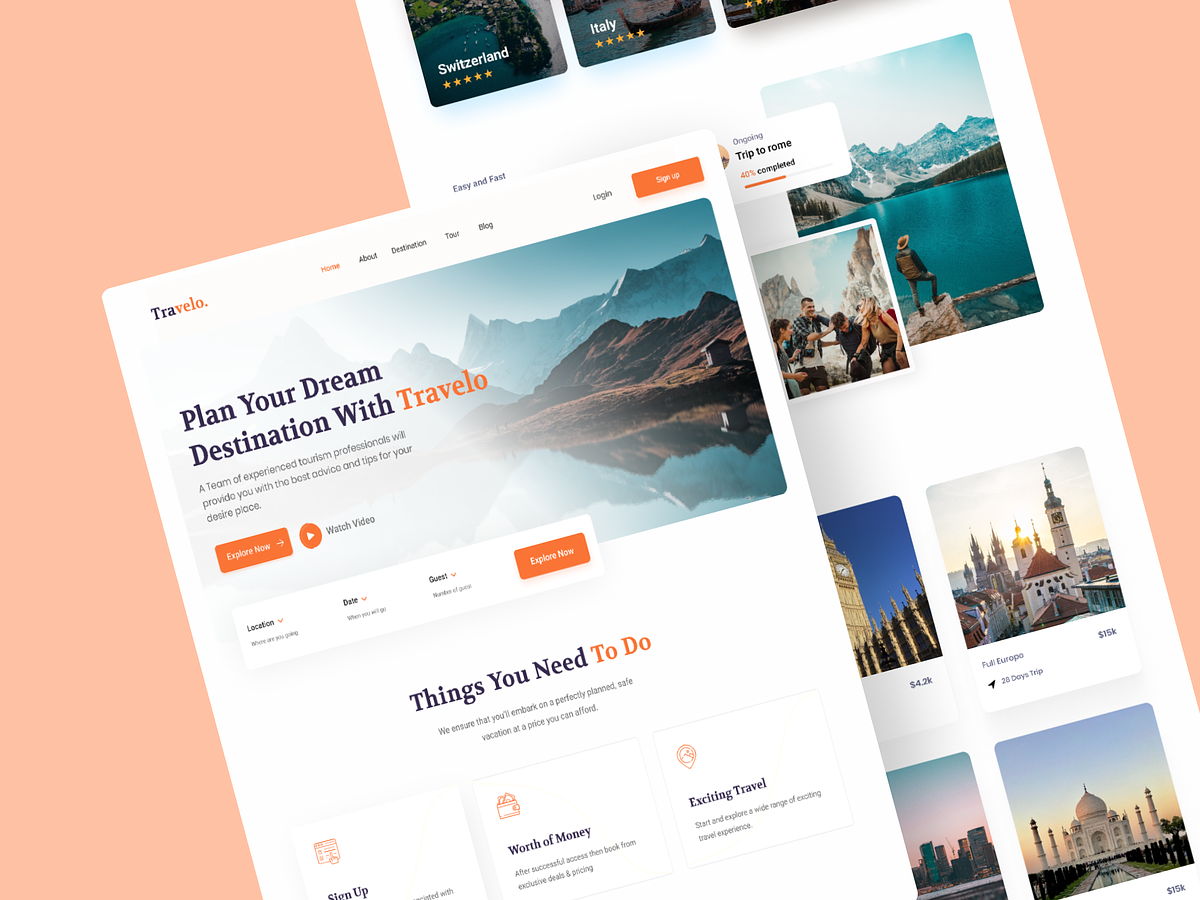 Switzerland
Italy
Easy and Fast
Ongoing
Trip to rome
40% completed
Travelo.
Home
About
Destination
Tour
Blog
Login
Sign up
Plan Your Dream
Destination With Travelo
A Team of experienced tourism professionals will
provide you with the best advice and tips for your
desire place.
Explore Now
Watch Video
Location
Where are you going
Date
When you will go
Guest
Number of guest
Explore Now
Things You Need To Do
We ensure that you'll embark on a perfectly planned, safe
vacation at a price you can afford.
Sign Up
with
Worth of Money
After successful access then book from
exclusive deals & pricing
Exciting Travel
Start and explore a wide range of exciting
travel experience.
$4.2k
Full Europa
$15k
28 Days Trip
$15k